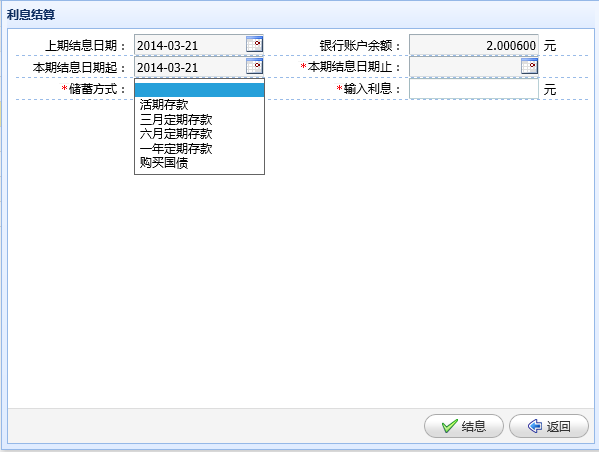 利息结算
上期结息日期： 2014-03-21 银行账户余额： 2.000600 元
本期结息日期起： 2014-03-21 *本期结息日期止：
*储蓄方式： *输入利息： 元
活期存款
三月定期存款
六月定期存款
一年定期存款
购买国债
结息 返回